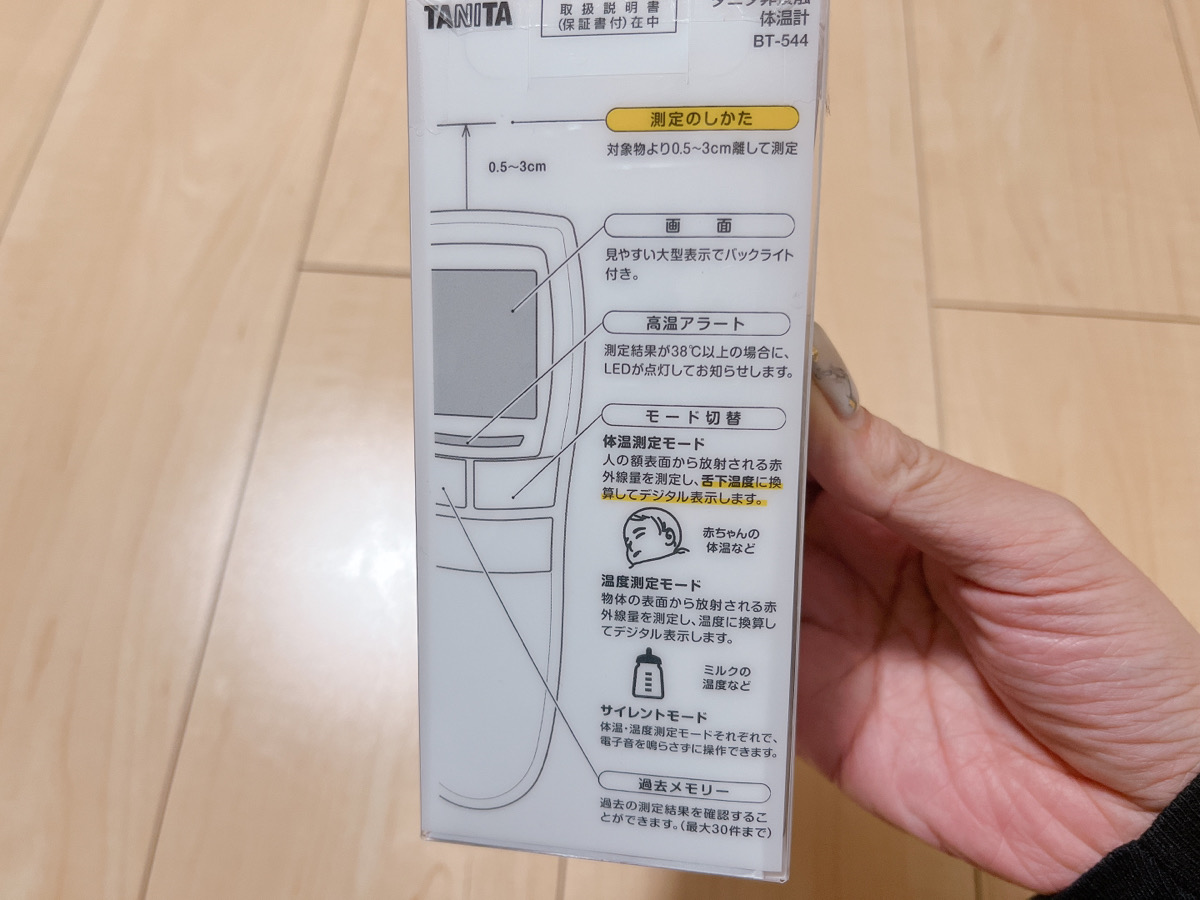 TANITA
取扱説明書
(保証書付)在中
体温計
BT-544
測定のしかた
対象物より0.5~3cm離して測定
0.5~3cm
画 面
見やすい大型表示でバックライト
付き。
高温アラート
測定結果が38℃以上の場合に、
LEDが点灯してお知らせします。
モード切替
体温測定モード
人の額表面から放射される赤
外線量を測定し、舌下温度に換
算してデジタル表示します。
赤ちゃんの
体温など
温度測定モード
物体の表面から放射される赤
外線量を測定し、温度に換算し
てデジタル表示します。
ミルクの
温度など
サイレントモード
体温・温度測定モードそれぞれで、
電子音を鳴らさずに操作できます。
過去メモリー
過去の測定結果を確認するこ
とができます。(最大30件まで)